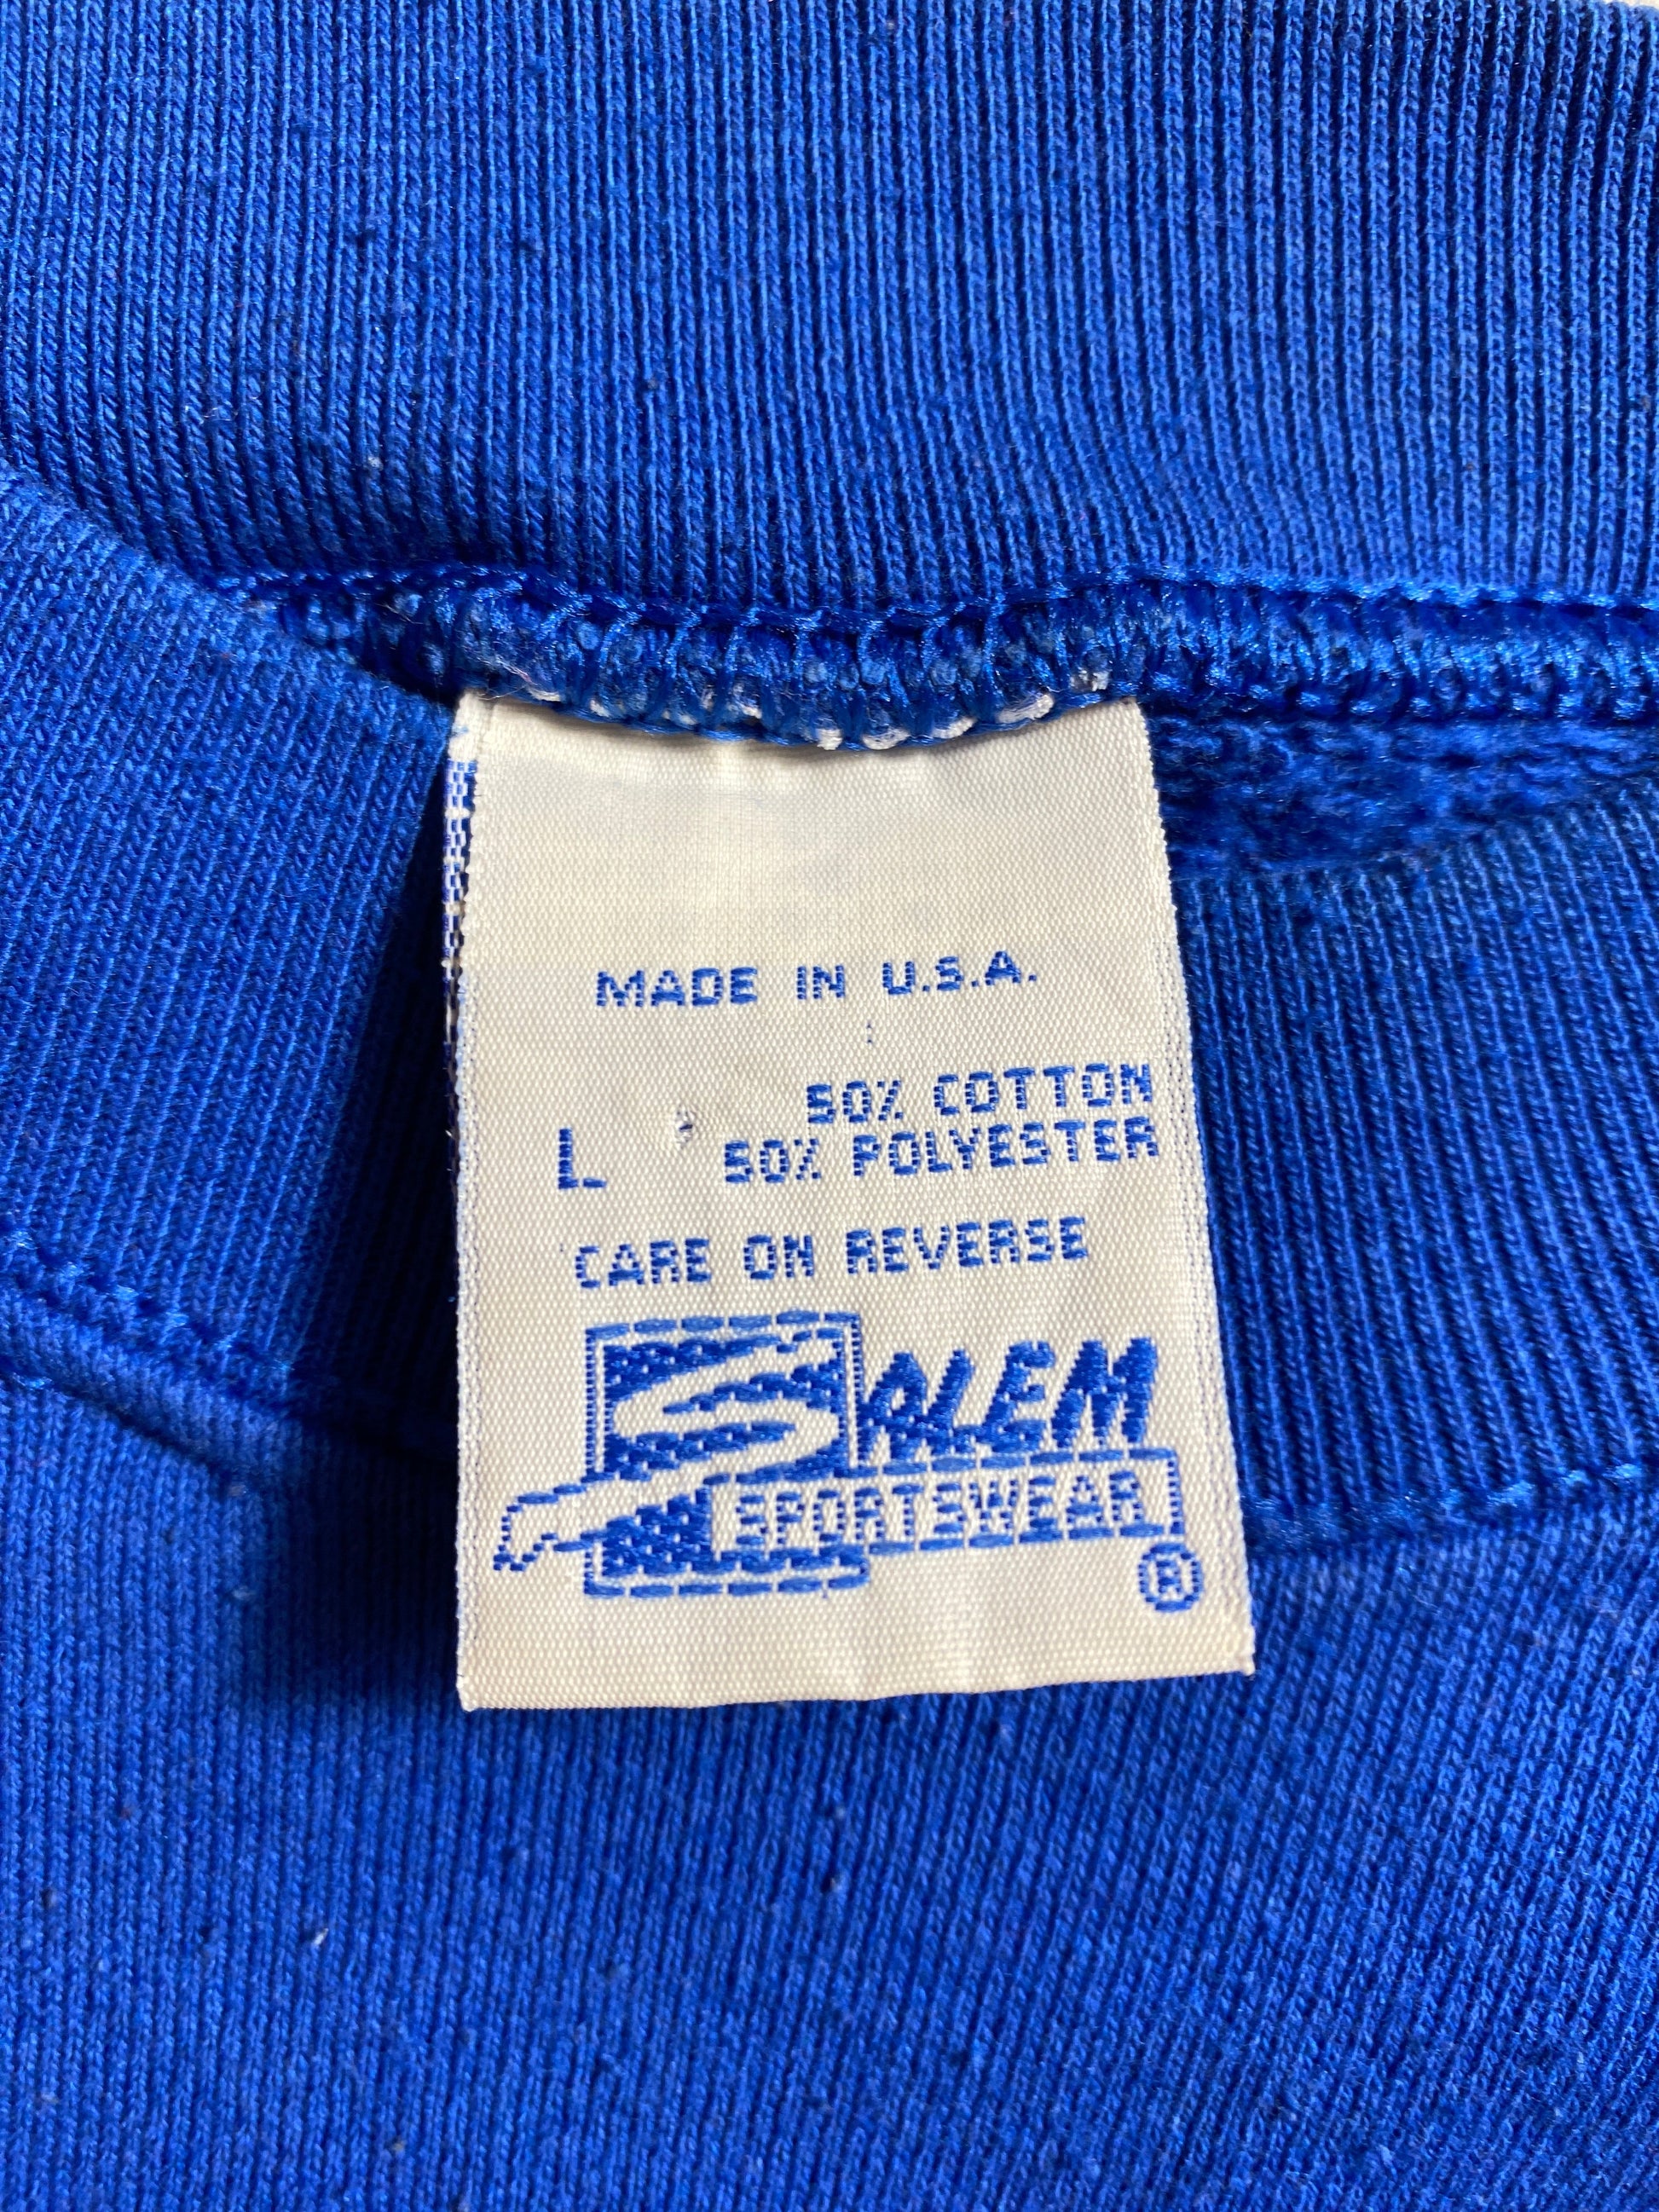 MADE IN U.S.A.
50% COTTON
L 50% POLYESTER
CARE ON REVERSE
SALEM
SPORTSWEAR
®